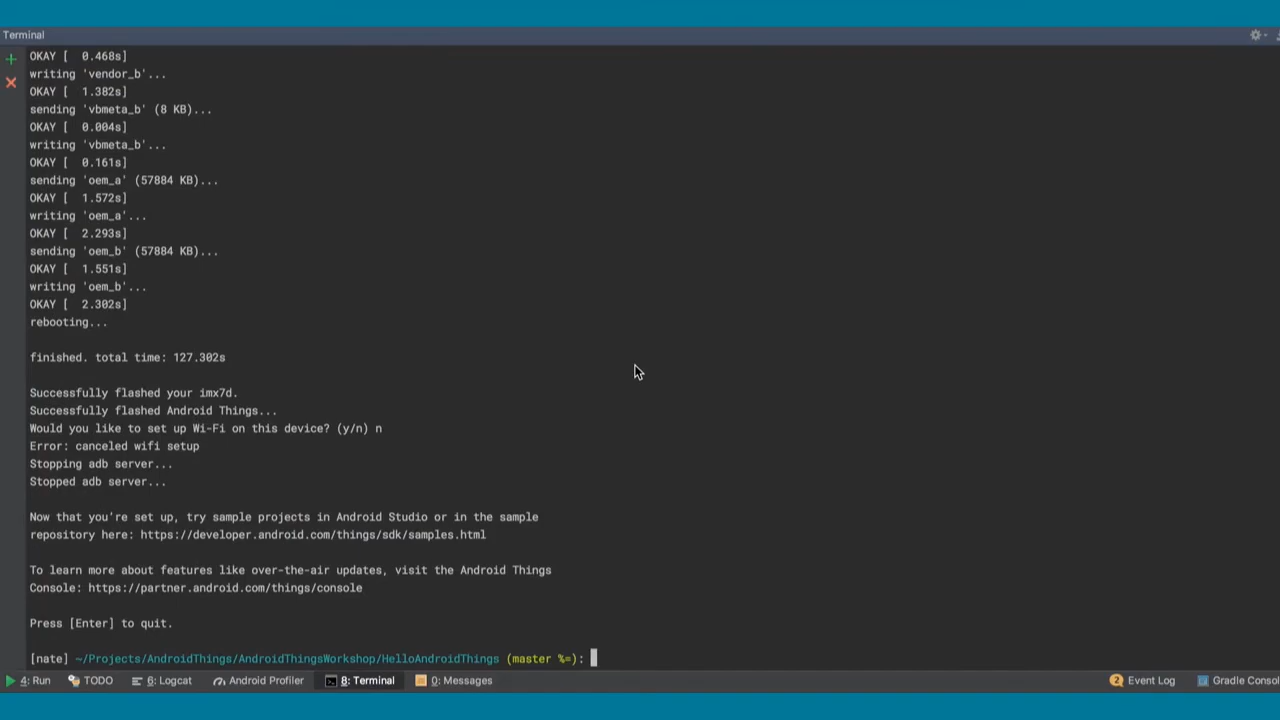 Terminal
OKAY [  0.468s]
writing 'vendor_b'...
OKAY [  1.382s]
sending 'vbmeta_b' (8 KB)...
OKAY [  0.004s]
writing 'vbmeta_b'...
OKAY [  0.161s]
sending 'oem_a' (57884 KB)...
OKAY [  1.572s]
writing 'oem_a'...
OKAY [  2.293s]
sending 'oem_b' (57884 KB)...
OKAY [  1.551s]
writing 'oem_b'...
OKAY [  2.302s]
rebooting...
finished. total time: 127.302s
Successfully flashed your imx7d.
Successfully flashed Android Things...
Would you like to set up Wi-Fi on this device? (y/n) n
Error: canceled wifi setup
Stopping adb server...
Stopped adb server...
Now that you're set up, try sample projects in Android Studio or in the sample
repository here: https://developer.android.com/things/sdk/samples.html
To learn more about features like over-the-air updates, visit the Android Things
Console: https://partner.android.com/things/console
Press [Enter] to quit.
[nate] ~/Projects/AndroidThings/AndroidThingsWorkshop/HelloAndroidThings (master %=):
4: Run TODO 6: Logcat Android Profiler 8: Terminal 0: Messages 2 Event Log Gradle Consol